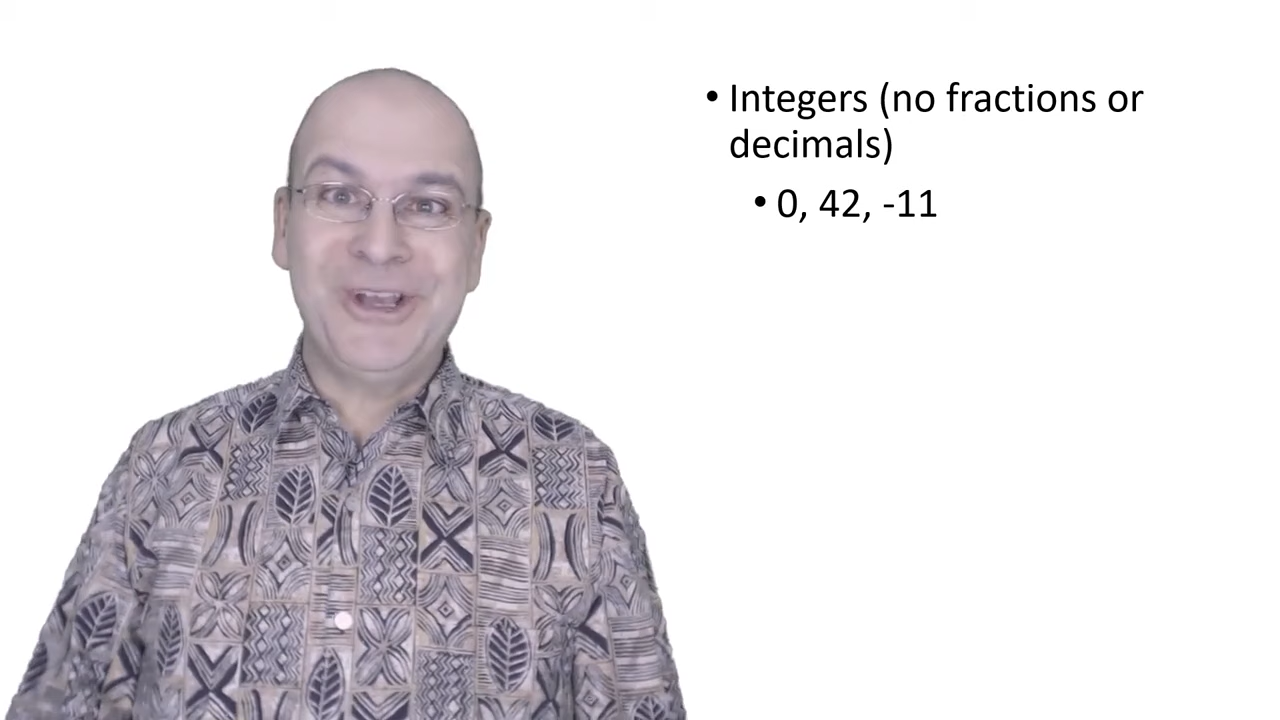 • Integers (no fractions or
decimals)
• 0, 42, -11